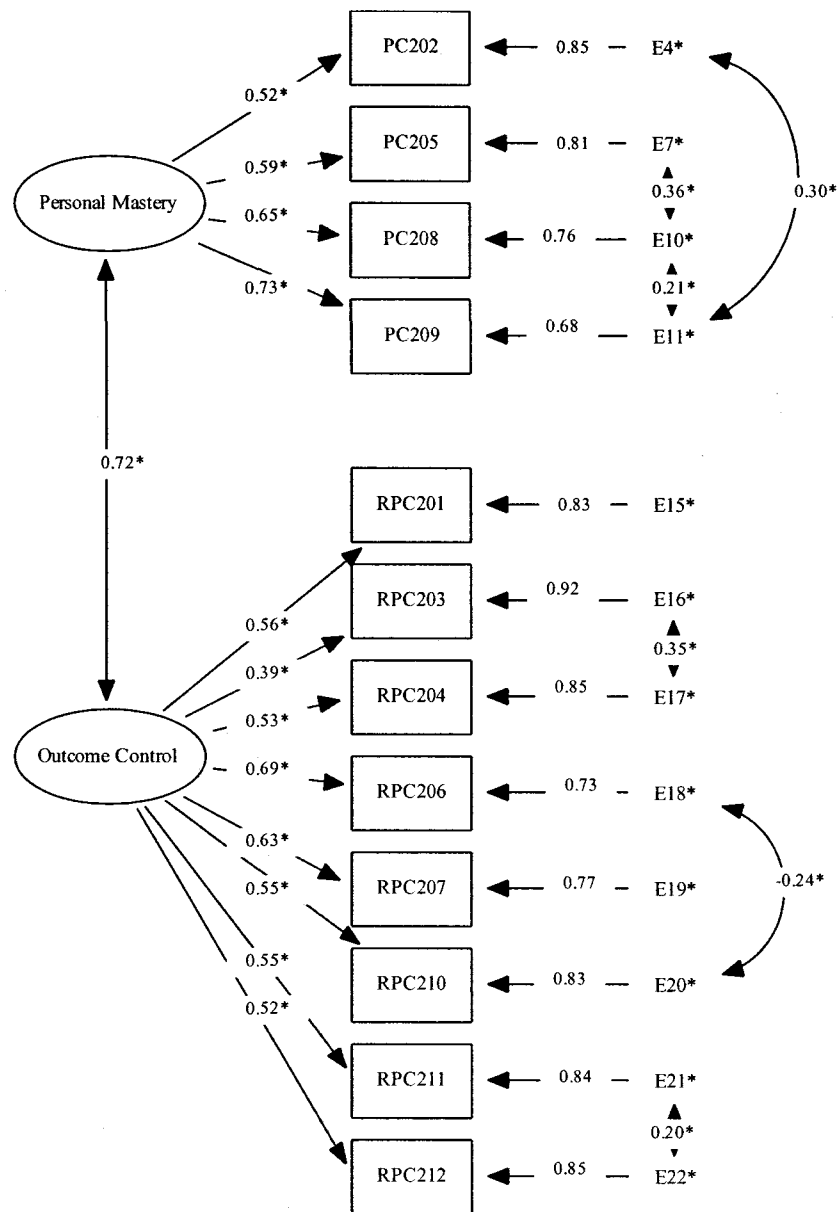 PC202
0.85
E4*
0.52*
PC205
0.81
E7*
0.59*
0.36*
0.30*
Personal Mastery
0.65*
PC208
0.76
E10*
0.73*
0.21*
PC209
0.68
E11*
0.72*
RPC201
0.83
E15*
RPC203
0.92
E16*
0.56*
0.35*
0.39*
RPC204
0.85
E17*
0.53*
Outcome Control
0.69*
RPC206
0.73
E18*
0.63*
-0.24*
0.55*
RPC207
0.77
E19*
0.55*
RPC210
0.83
E20*
0.52*
RPC211
0.84
E21*
0.20*
RPC212
0.85
E22*